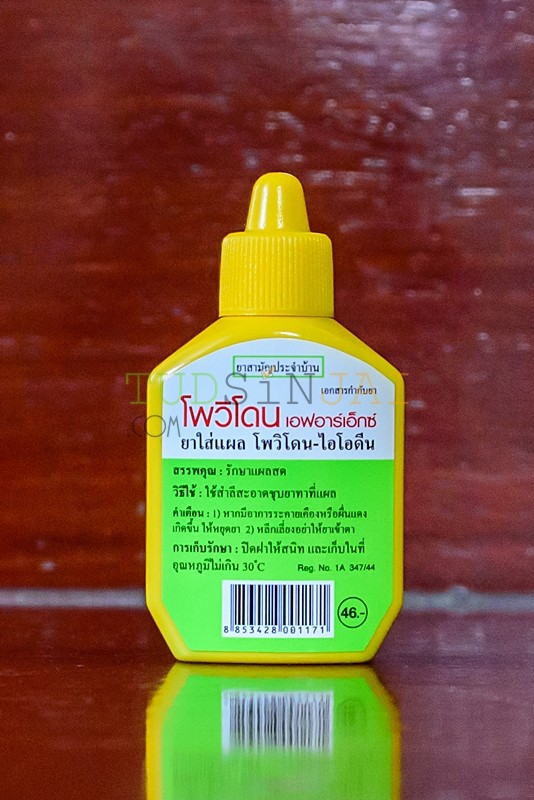 ยาสามัญประจำบ้าน
เอกสารกำกับยา
TUDSiNJAI
.COM
โพวิโดน เอฟอาร์เอ็กซ์
ยาใส่แผล โพวิโดน-ไอโอดีน
สรรพคุณ : รักษาแผลสด
วิธีใช้ : ใช้สำลีสะอาดชุบยาทาที่แผล
คำเตือน : 1) หากมีอาการระคายเคืองหรือผื่นแดง
เกิดขึ้น ให้หยุดยา 2) หลีกเลี่ยงอย่าให้ยาเข้าตา
การเก็บรักษา : ปิดฝาให้สนิท และเก็บในที่
อุณหภูมิไม่เกิน 30°C Reg. No. 1A 347/44
46.-
8 853428 001171